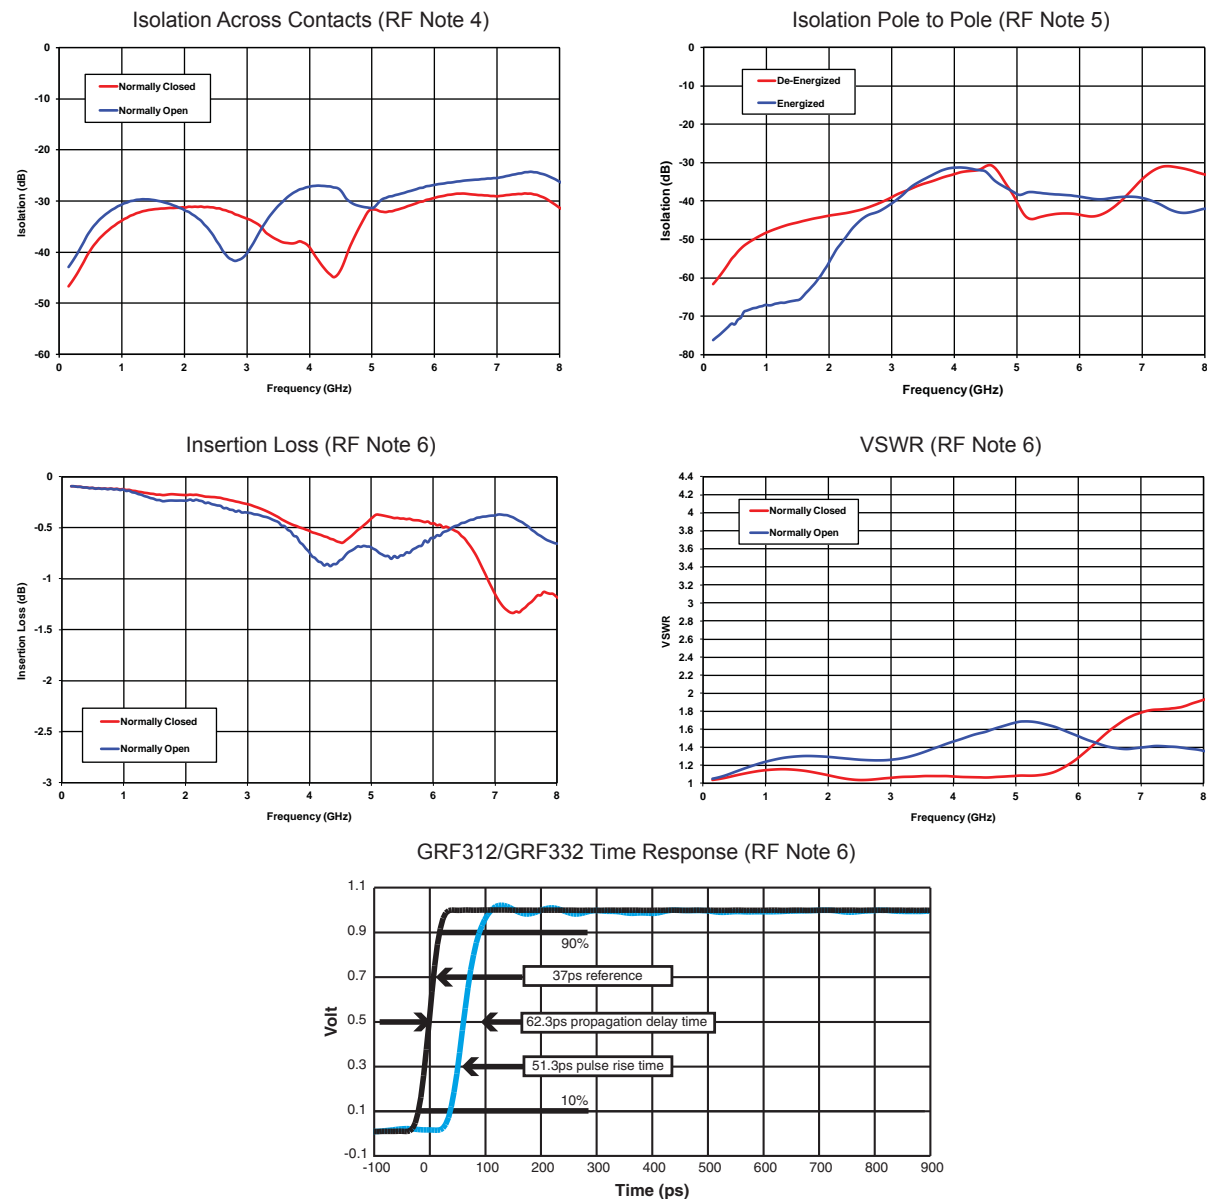 Isolation Across Contacts (RF Note 4)
0
-10
-20
-30
-40
-50
-60
Isolation (dB)
Normally Closed
Normally Open
0 1 2 3 4 5 6 7 8
Frequency (GHz)
Isolation Pole to Pole (RF Note 5)
0
-10
-20
-30
-40
-50
-60
-70
-80
Isolation (dB)
De-Energized
Energized
0 1 2 3 4 5 6 7 8
Frequency (GHz)
Insertion Loss (RF Note 6)
0
-0.5
-1
-1.5
-2
-2.5
-3
Insertion Loss (dB)
Normally Closed
Normally Open
0 1 2 3 4 5 6 7 8
Frequency (GHz)
VSWR (RF Note 6)
4.4
4.2
4
3.8
3.6
3.4
3.2
3
2.8
2.6
2.4
2.2
2
1.8
1.6
1.4
1.2
1
VSWR
Normally Closed
Normally Open
0 1 2 3 4 5 6 7 8
Frequency (GHz)
GRF312/GRF332 Time Response (RF Note 6)
1.1
0.9
0.7
0.5
0.3
0.1
-0.1
Volt
90%
37ps reference
62.3ps propagation delay time
51.3ps pulse rise time
10%
-100 0 100 200 300 400 500 600 700 800 900
Time (ps)